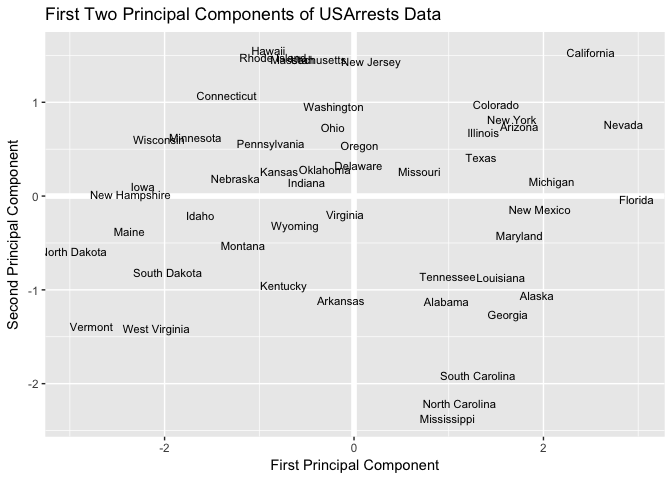 First Two Principal Components of USArrests Data
Hawaii
California
Rhode Island
Massachusetts
New Jersey
Connecticut
1
Washington
Colorado
New York
Nevada
Ohio
Arizona
Illinois
Minnesota
Wisconsin
Pennsylvania
Oregon
Texas
Delaware
Oklahoma
Kansas
Missouri
Nebraska
Indiana
Michigan
Iowa
New Hampshire
0
Florida
New Mexico
Virginia
Idaho
Wyoming
Maine
Maryland
Montana
North Dakota
South Dakota
Tennessee
Louisiana
Kentucky
-1
Alaska
Arkansas
Alabama
Georgia
Vermont
West Virginia
South Carolina
-2
North Carolina
Mississippi
-2
0
2
First Principal Component
Second Principal Component